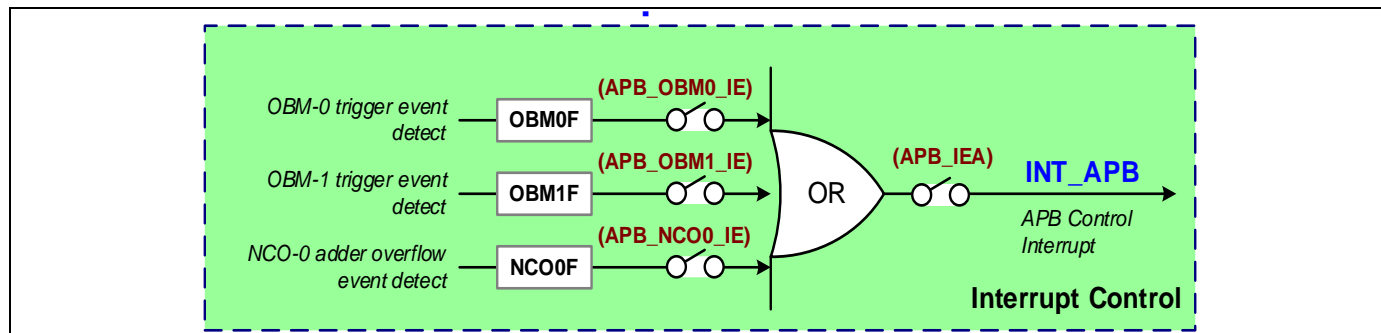 (APB_OBM0_IE)
OBM-0 trigger event
detect
OBM0F
(APB_OBM1_IE)
OBM-1 trigger event
detect
OBM1F
(APB_NCO0_IE)
NCO-0 adder overflow
event detect
NCO0F
OR
(APB_IEA)
INT_APB
APB Control
Interrupt
Interrupt Control